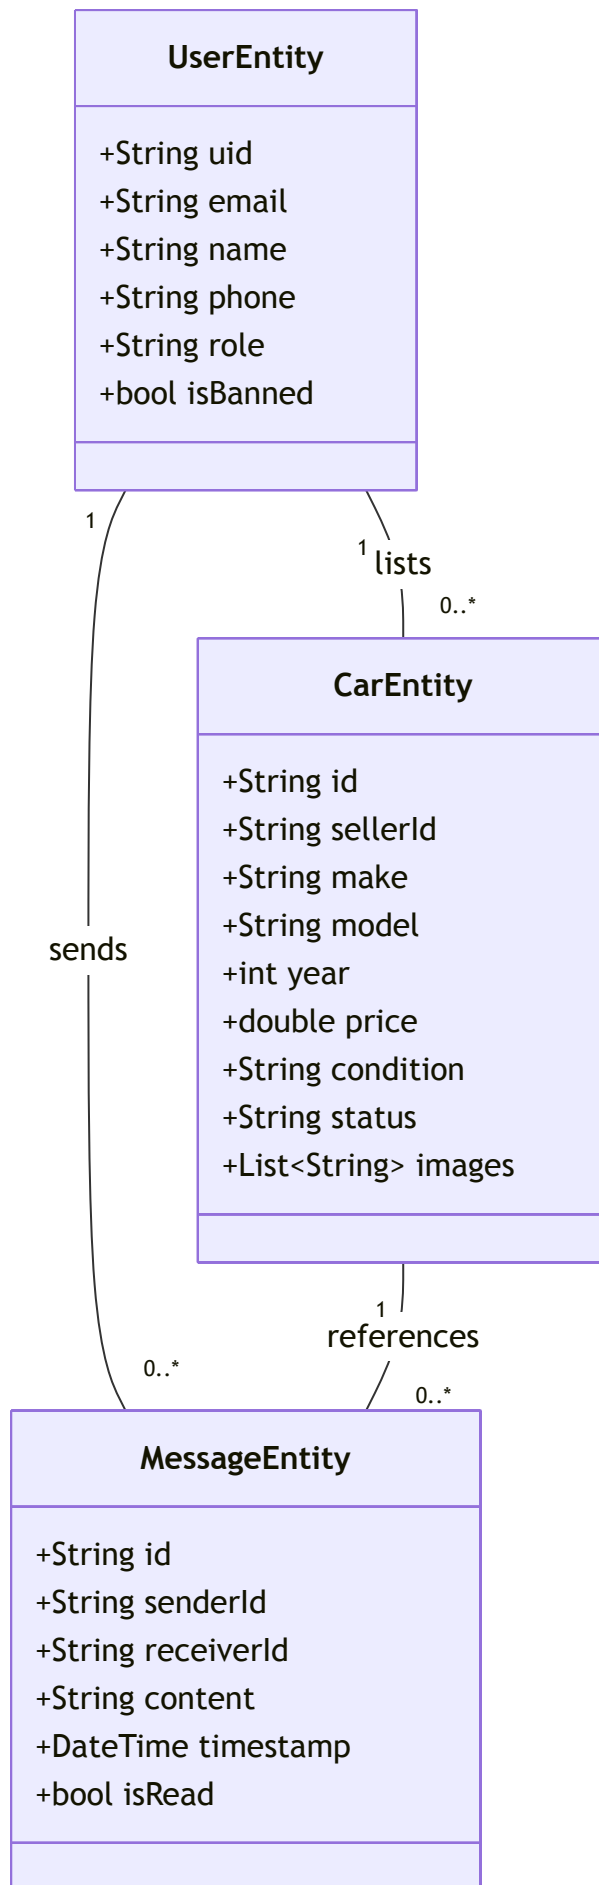 UserEntity
+String uid
+String email
+String name
+String phone
+String role
+bool isBanned
1
1
lists
0..*
CarEntity
+String id
+String sellerId
+String make
+String model
+int year
+double price
+String condition
+String status
+List<String> images
sends
1
references
0..*
0..*
MessageEntity
+String id
+String senderId
+String receiverId
+String content
+DateTime timestamp
+bool isRead